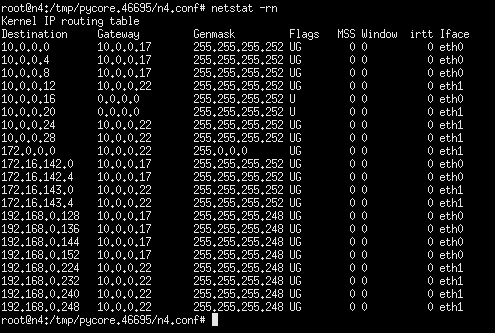 root@n4:/tmp/pycore.46695/n4.conf# netstat -rn
Kernel IP routing table
Destination     Gateway         Genmask         Flags   MSS Window  irtt Iface
10.0.0.0        10.0.0.17       255.255.255.252 UG        0 0          0 eth0
10.0.0.4        10.0.0.17       255.255.255.252 UG        0 0          0 eth0
10.0.0.8        10.0.0.17       255.255.255.252 UG        0 0          0 eth0
10.0.0.12       10.0.0.22       255.255.255.252 UG        0 0          0 eth1
10.0.0.16       0.0.0.0         255.255.255.252 U         0 0          0 eth0
10.0.0.20       0.0.0.0         255.255.255.252 U         0 0          0 eth1
10.0.0.24       10.0.0.22       255.255.255.252 UG        0 0          0 eth1
10.0.0.28       10.0.0.22       255.255.255.252 UG        0 0          0 eth1
172.0.0.0       10.0.0.22       255.0.0.0       UG        0 0          0 eth1
172.16.142.0    10.0.0.17       255.255.255.252 UG        0 0          0 eth0
172.16.142.4    10.0.0.17       255.255.255.252 UG        0 0          0 eth0
172.16.143.0    10.0.0.22       255.255.255.252 UG        0 0          0 eth1
172.16.143.4    10.0.0.22       255.255.255.252 UG        0 0          0 eth1
192.168.0.128   10.0.0.17       255.255.255.248 UG        0 0          0 eth0
192.168.0.136   10.0.0.17       255.255.255.248 UG        0 0          0 eth0
192.168.0.144   10.0.0.17       255.255.255.248 UG        0 0          0 eth0
192.168.0.152   10.0.0.17       255.255.255.248 UG        0 0          0 eth0
192.168.0.224   10.0.0.22       255.255.255.248 UG        0 0          0 eth1
192.168.0.232   10.0.0.22       255.255.255.248 UG        0 0          0 eth1
192.168.0.240   10.0.0.22       255.255.255.248 UG        0 0          0 eth1
192.168.0.248   10.0.0.22       255.255.255.248 UG        0 0          0 eth1
root@n4:/tmp/pycore.46695/n4.conf#